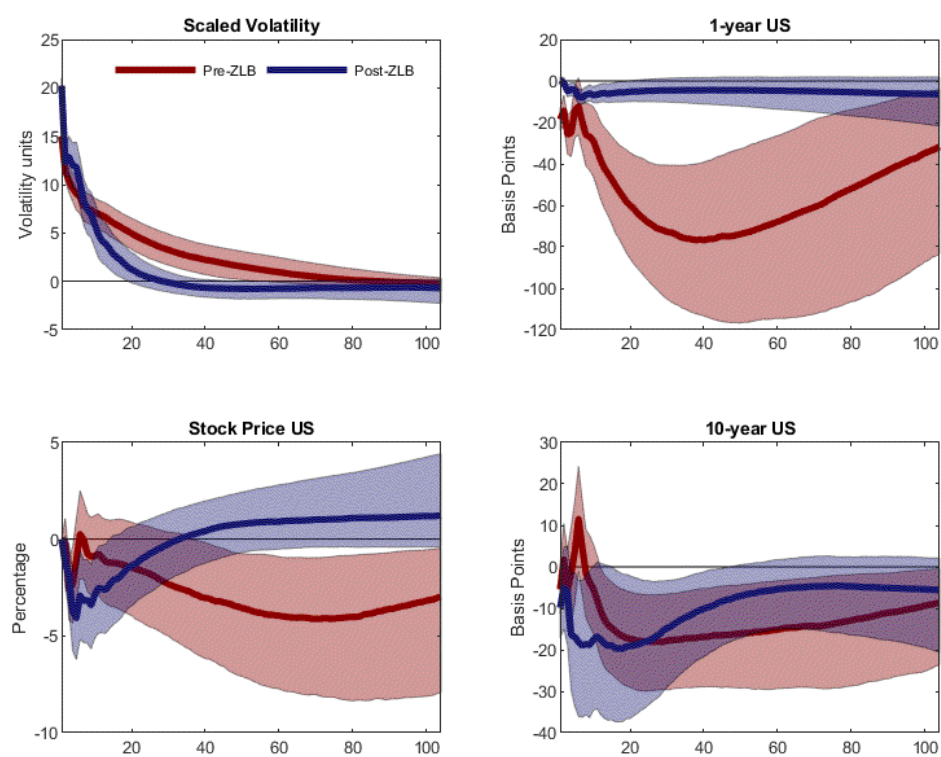 Scaled Volatility
25
20
15
10
5
0
-5
Volatility units
Pre-ZLB
Post-ZLB
20 40 60 80 100
1-year US
20
0
-20
-40
-60
-80
-100
-120
Basis Points
20 40 60 80 100
Stock Price US
5
0
-5
-10
Percentage
20 40 60 80 100
10-year US
30
20
10
0
-10
-20
-30
-40
Basis Points
20 40 60 80 100